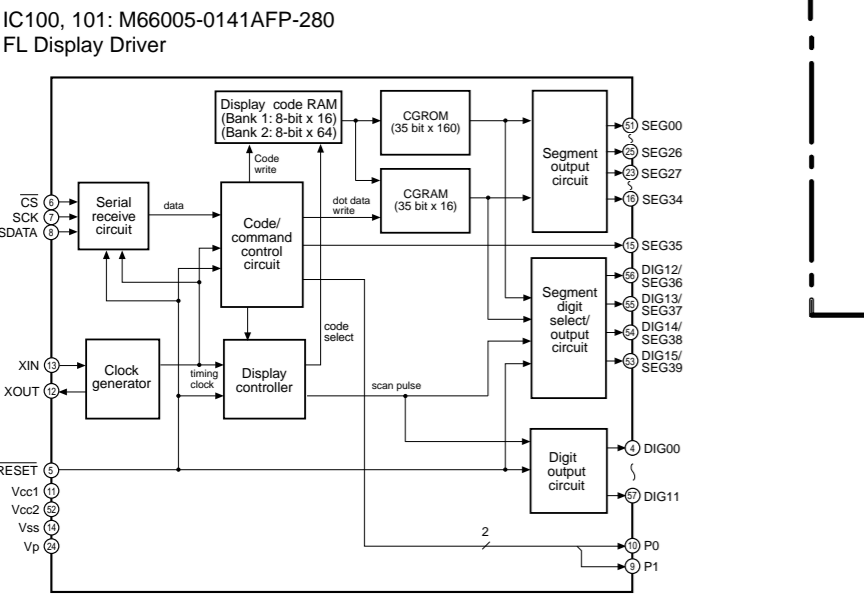 IC100, 101: M66005-0141AFP-280
FL Display Driver
Display code RAM
(Bank 1: 8-bit x 16)
(Bank 2: 8-bit x 64)
CGROM
(35 bit x 160)
CGRAM
(35 bit x 16)
Segment
output
circuit
51 SEG00
25 SEG26
23 SEG27
16 SEG34
15 SEG35
Code
write
CS 6
SCK 7
SDATA 8
Serial
receive
circuit
data
Code/
command
control
circuit
dot data
write
Segment
digit
select/
output
circuit
56 DIG12/
SEG36
55 DIG13/
SEG37
54 DIG14/
SEG38
53 DIG15/
SEG39
code
select
XIN 13
XOUT 12
Clock
generator
timing
clock
Display
controller
scan pulse
Digit
output
circuit
4 DIG00
57 DIG11
RESET 5
Vcc1 11
Vcc2 52
Vss 14
Vp 24
2
10 P0
9 P1